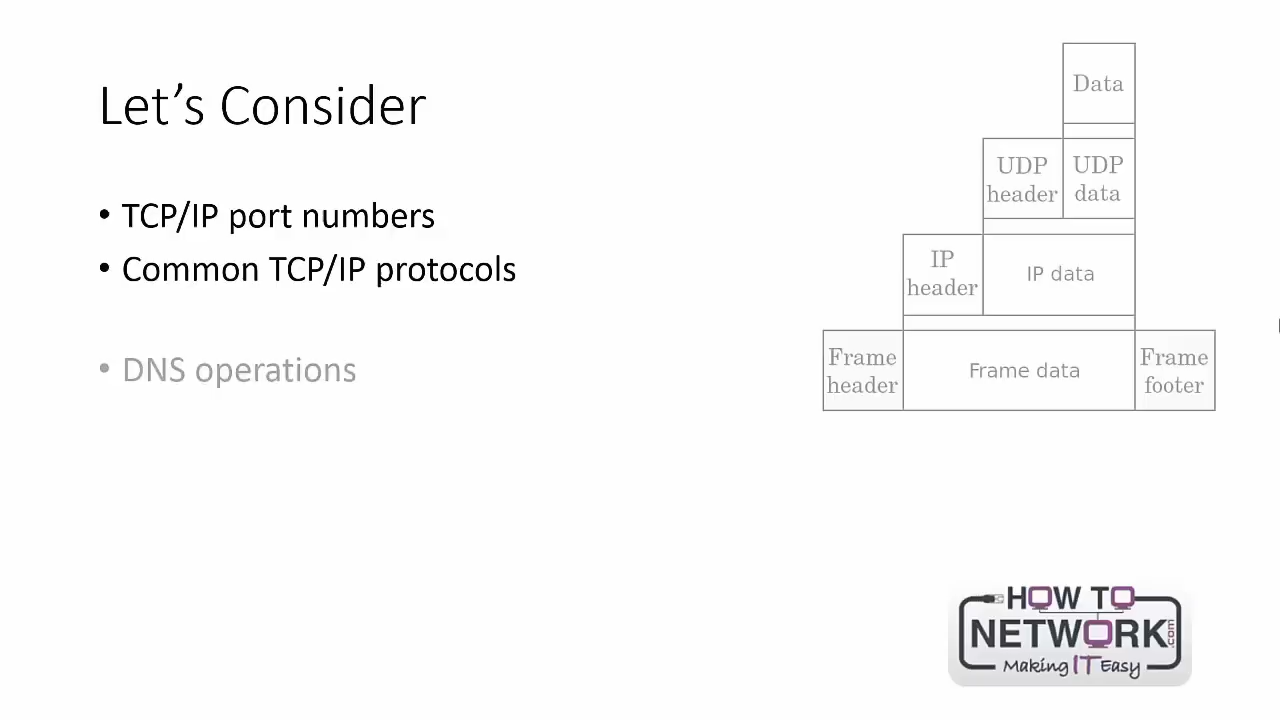 Let's Consider
• TCP/IP port numbers
• Common TCP/IP protocols
• DNS operations
Data
UDP
header
UDP
data
IP
header
IP data
Frame
header
Frame data
Frame
footer
HOW TO
NETWORK.com
Making IT Easy